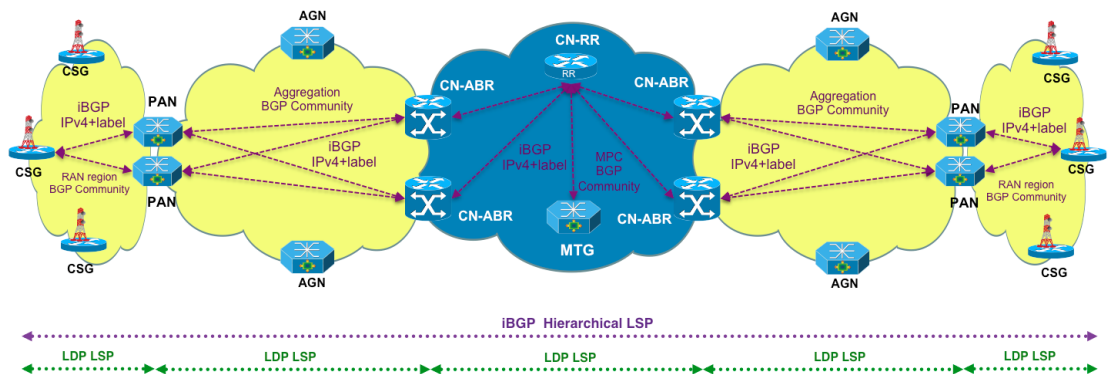 AGN
AGN
CN-RR
RR
CSG
CSG
CN-ABR
CN-ABR
PAN
PAN
Aggregation
BGP Community
Aggregation
BGP Community
iBGP
IPv4+label
iBGP
IPv4+label
iBGP
IPv4+label
iBGP
IPv4+label
iBGP
IPv4+label
MPC
BGP
Community
CSG
CSG
RAN region
BGP Community
RAN region
BGP Community
PAN
PAN
CN-ABR
CN-ABR
MTG
CSG
CSG
AGN
AGN
iBGP Hierarchical LSP
LDP LSP
LDP LSP
LDP LSP
LDP LSP
LDP LSP